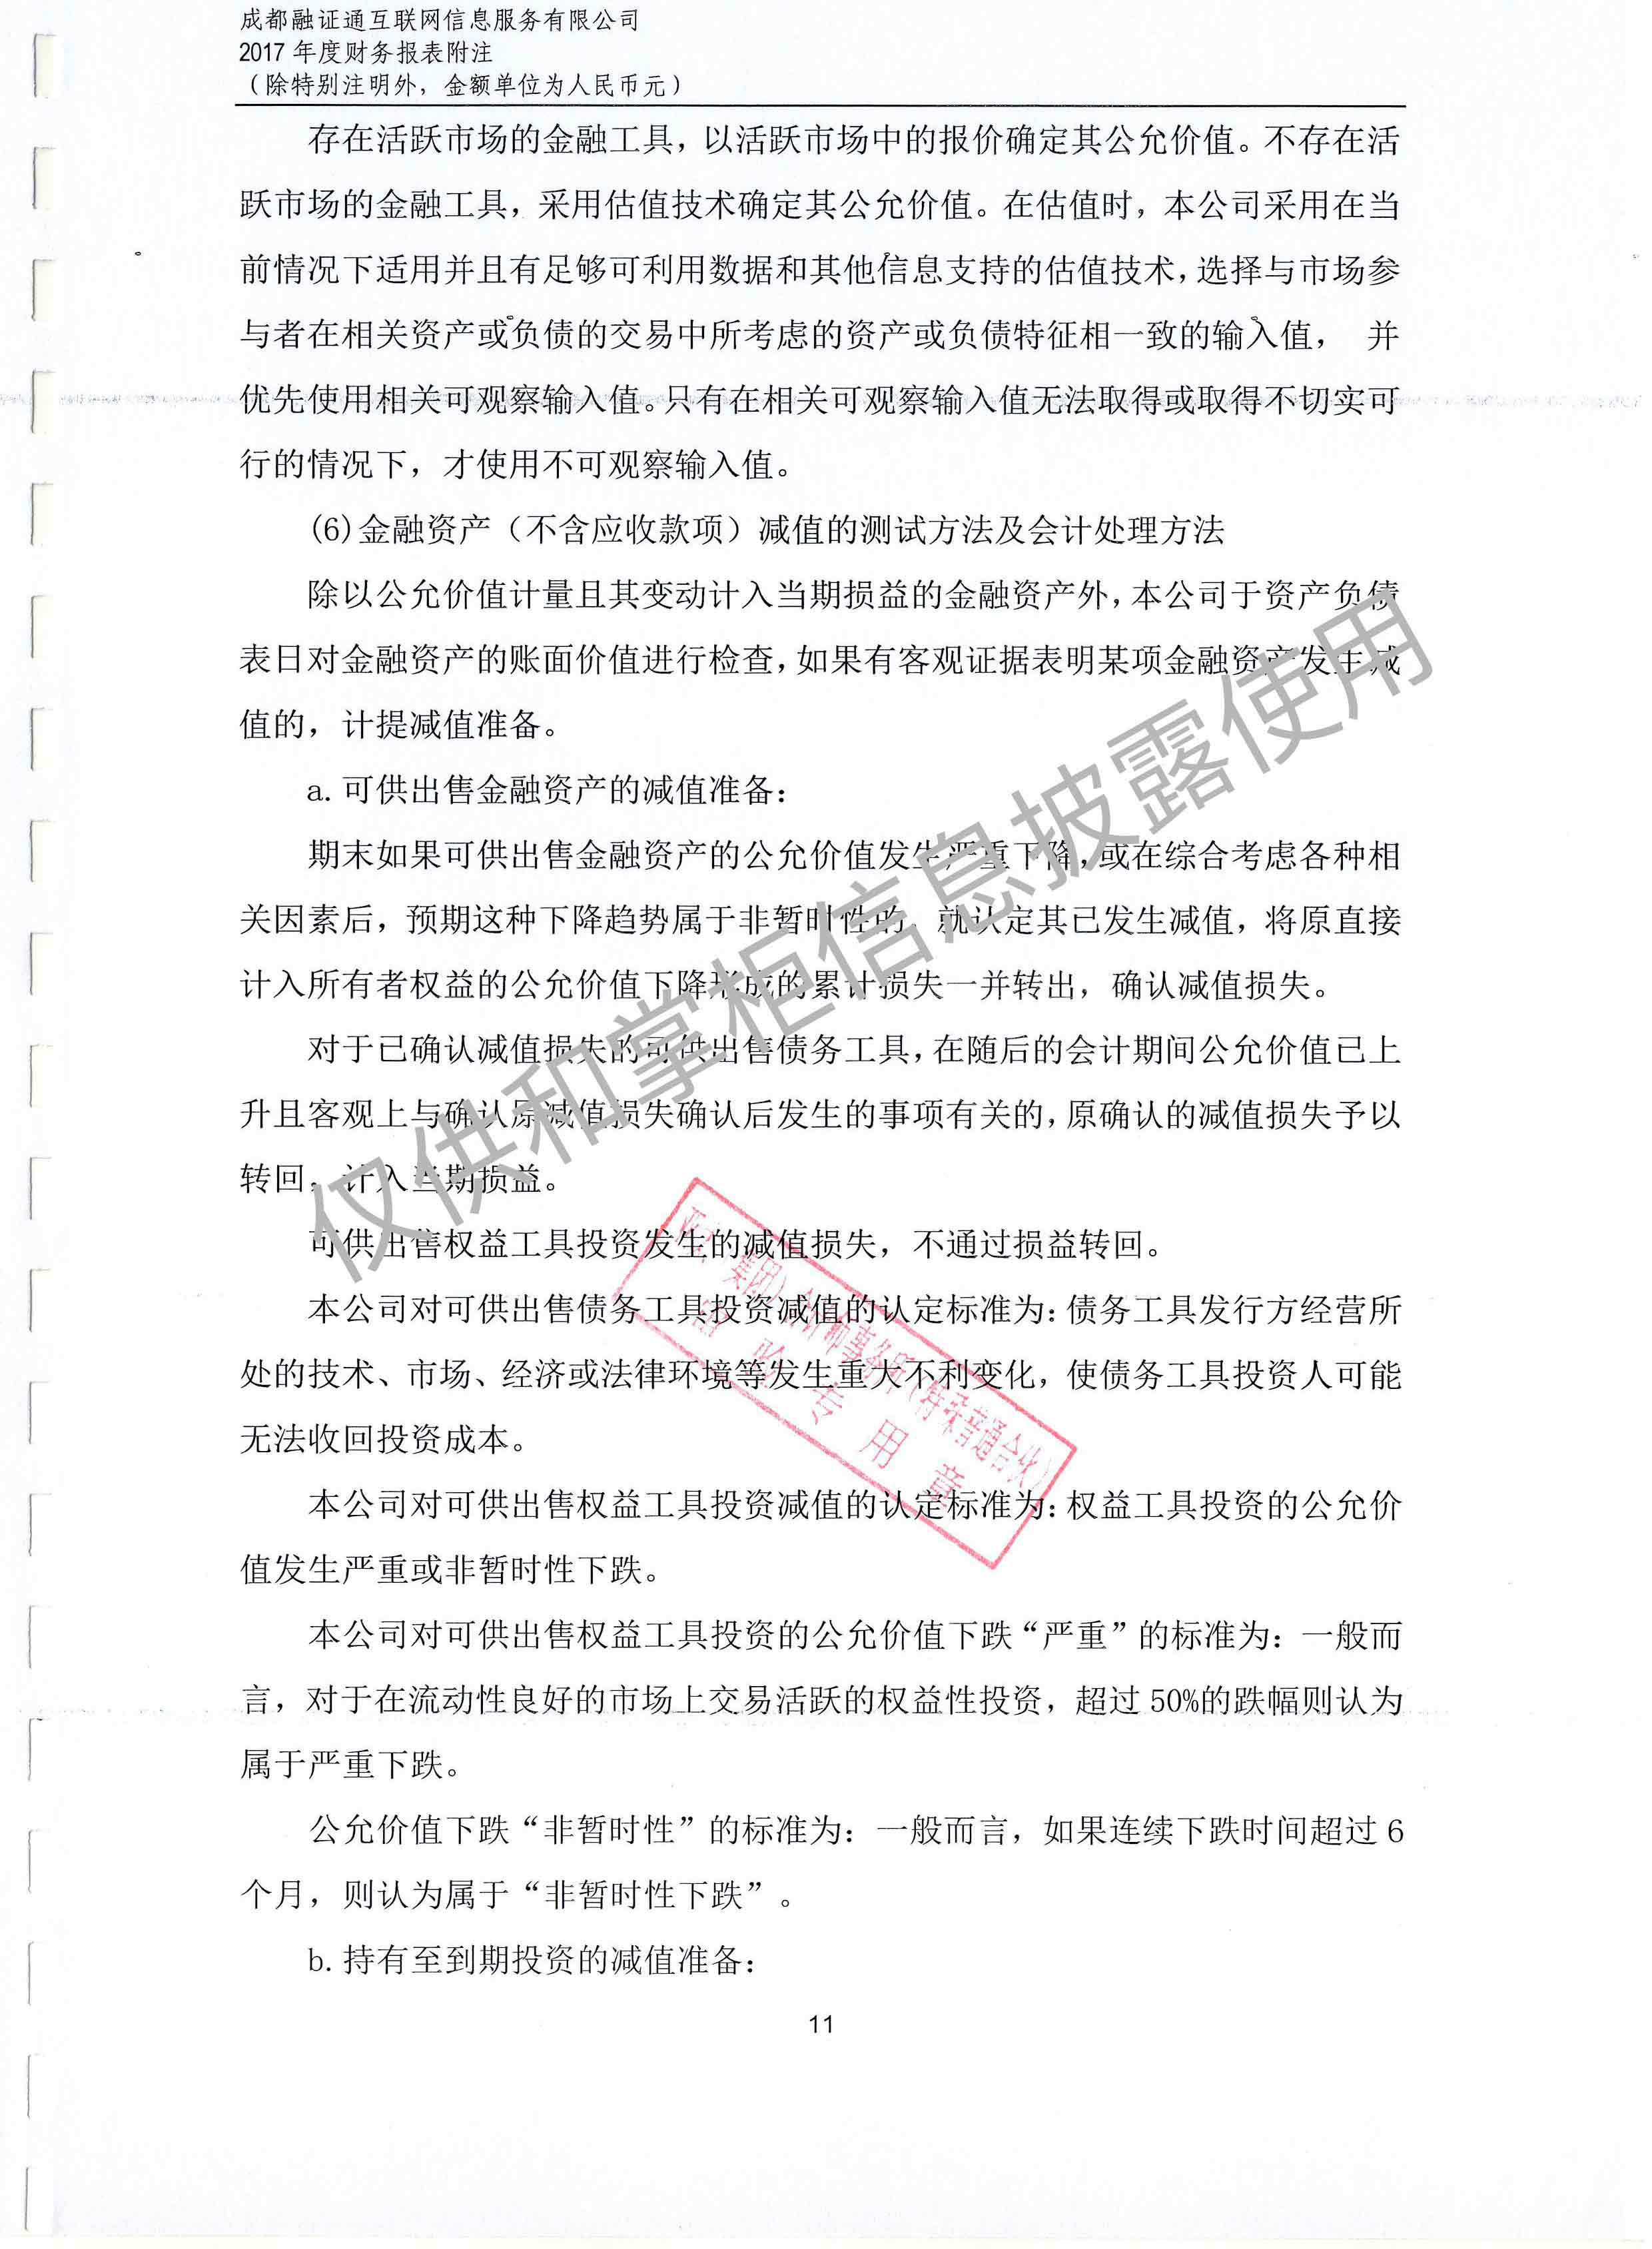 成都融证通互联网信息服务有限公司
2017 年度财务报表附注
（除特别注明外，金额单位为人民币元）
存在活跃市场的金融工具，以活跃市场中的报价确定其公允价值。不存在活
跃市场的金融工具，采用估值技术确定其公允价值。在估值时，本公司采用在当
前情况下适用并且有足够可利用数据和其他信息支持的估值技术，选择与市场参
与者在相关资产或负债的交易中所考虑的资产或负债特征相一致的输入值， 并
优先使用相关可观察输入值。只有在相关可观察输入值无法取得或取得不切实可
行的情况下，才使用不可观察输入值。
(6)金融资产（不含应收款项）减值的测试方法及会计处理方法
除以公允价值计量且其变动计入当期损益的金融资产外，本公司于资产负债
表日对金融资产的账面价值进行检查，如果有客观证据表明某项金融资产发生减
值的，计提减值准备。
a.可供出售金融资产的减值准备：
期末如果可供出售金融资产的公允价值发生严重下降，或在综合考虑各种相
关因素后，预期这种下降趋势属于非暂时性的，就认定其已发生减值，将原直接
计入所有者权益的公允价值下降形成的累计损失一并转出，确认减值损失。
对于已确认减值损失的可供出售债务工具，在随后的会计期间公允价值已上
升且客观上与确认原减值损失确认后发生的事项有关的，原确认的减值损失予以
转回，计入当期损益。
可供出售权益工具投资发生的减值损失，不通过损益转回。
本公司对可供出售债务工具投资减值的认定标准为：债务工具发行方经营所
处的技术、市场、经济或法律环境等发生重大不利变化，使债务工具投资人可能
无法收回投资成本。
本公司对可供出售权益工具投资减值的认定标准为：权益工具投资的公允价
值发生严重或非暂时性下跌。
本公司对可供出售权益工具投资的公允价值下跌“严重”的标准为：一般而
言，对于在流动性良好的市场上交易活跃的权益性投资，超过 50%的跌幅则认为
属于严重下跌。
公允价值下跌“非暂时性”的标准为：一般而言，如果连续下跌时间超过 6
个月，则认为属于“非暂时性下跌”。
b.持有至到期投资的减值准备：
11
仅供和掌柜信息披露使用
（集团）会计师事务所（特殊普通合伙）
审验专用章